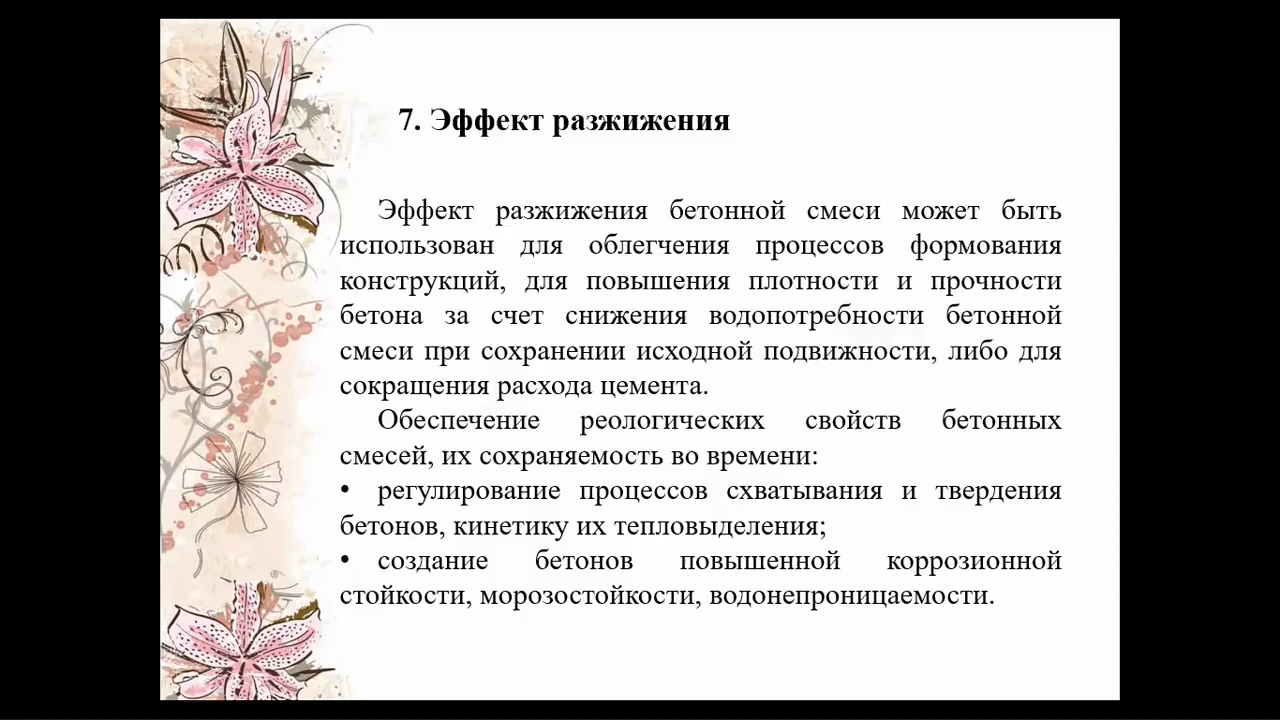 7. Эффект разжижения
Эффект разжижения бетонной смеси может быть
использован для облегчения процессов формования
конструкций, для повышения плотности и прочности
бетона за счет снижения водопотребности бетонной
смеси при сохранении исходной подвижности, либо для
сокращения расхода цемента.
Обеспечение реологических свойств бетонных
смесей, их сохраняемость во времени:
• регулирование процессов схватывания и твердения
бетонов, кинетику их тепловыделения;
• создание бетонов повышенной коррозионной
стойкости, морозостойкости, водонепроницаемости.